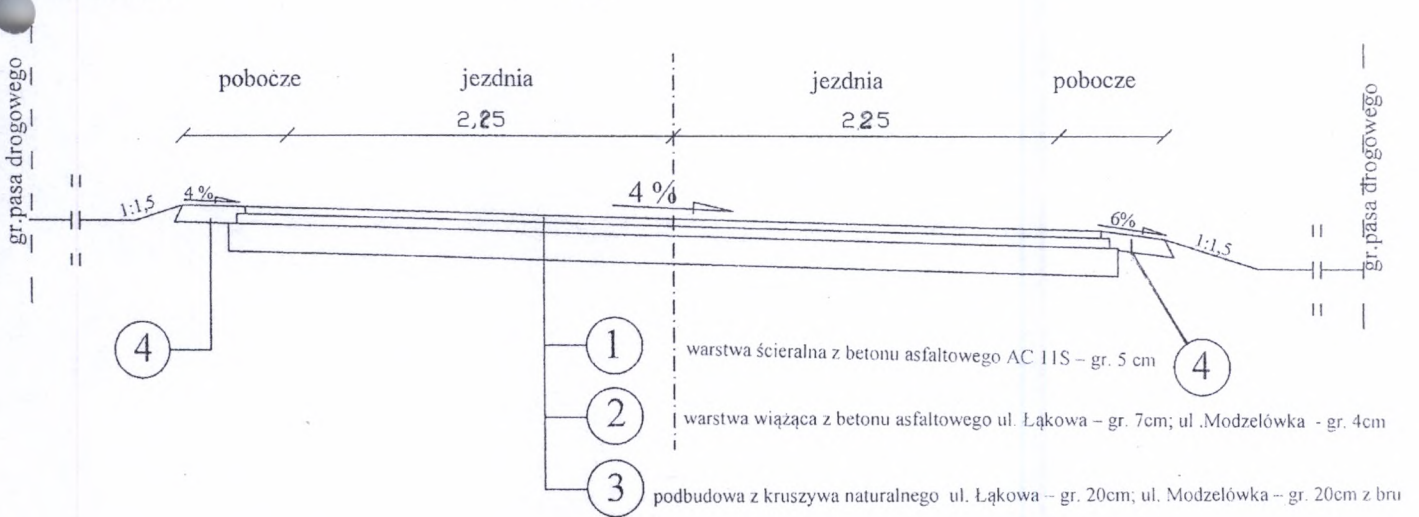 pobocze jezdnia jezdnia pobocze
2,25 2,25
gr.pasa drogowego
gr.pasa drogowego
1:1,5 4 % 4 % 6% 1:1,5
4
1 warstwa ścieralna z betonu asfaltowego AC 11S – gr. 5 cm
4
2 warstwa wiążąca z betonu asfaltowego ul. Łąkowa – gr. 7cm; ul .Modzelówka - gr. 4cm
3 podbudowa z kruszywa naturalnego ul. Łąkowa – gr. 20cm; ul. Modzelówka – gr. 20cm z bru